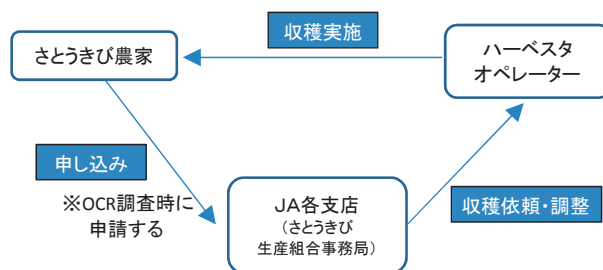 収穫実施
さとうきび農家
ハーベスタ
オペレーター
申し込み
※OCR調査時に
申請する
JA各支店
(さとうきび
生産組合事務局)
収穫依頼・調整